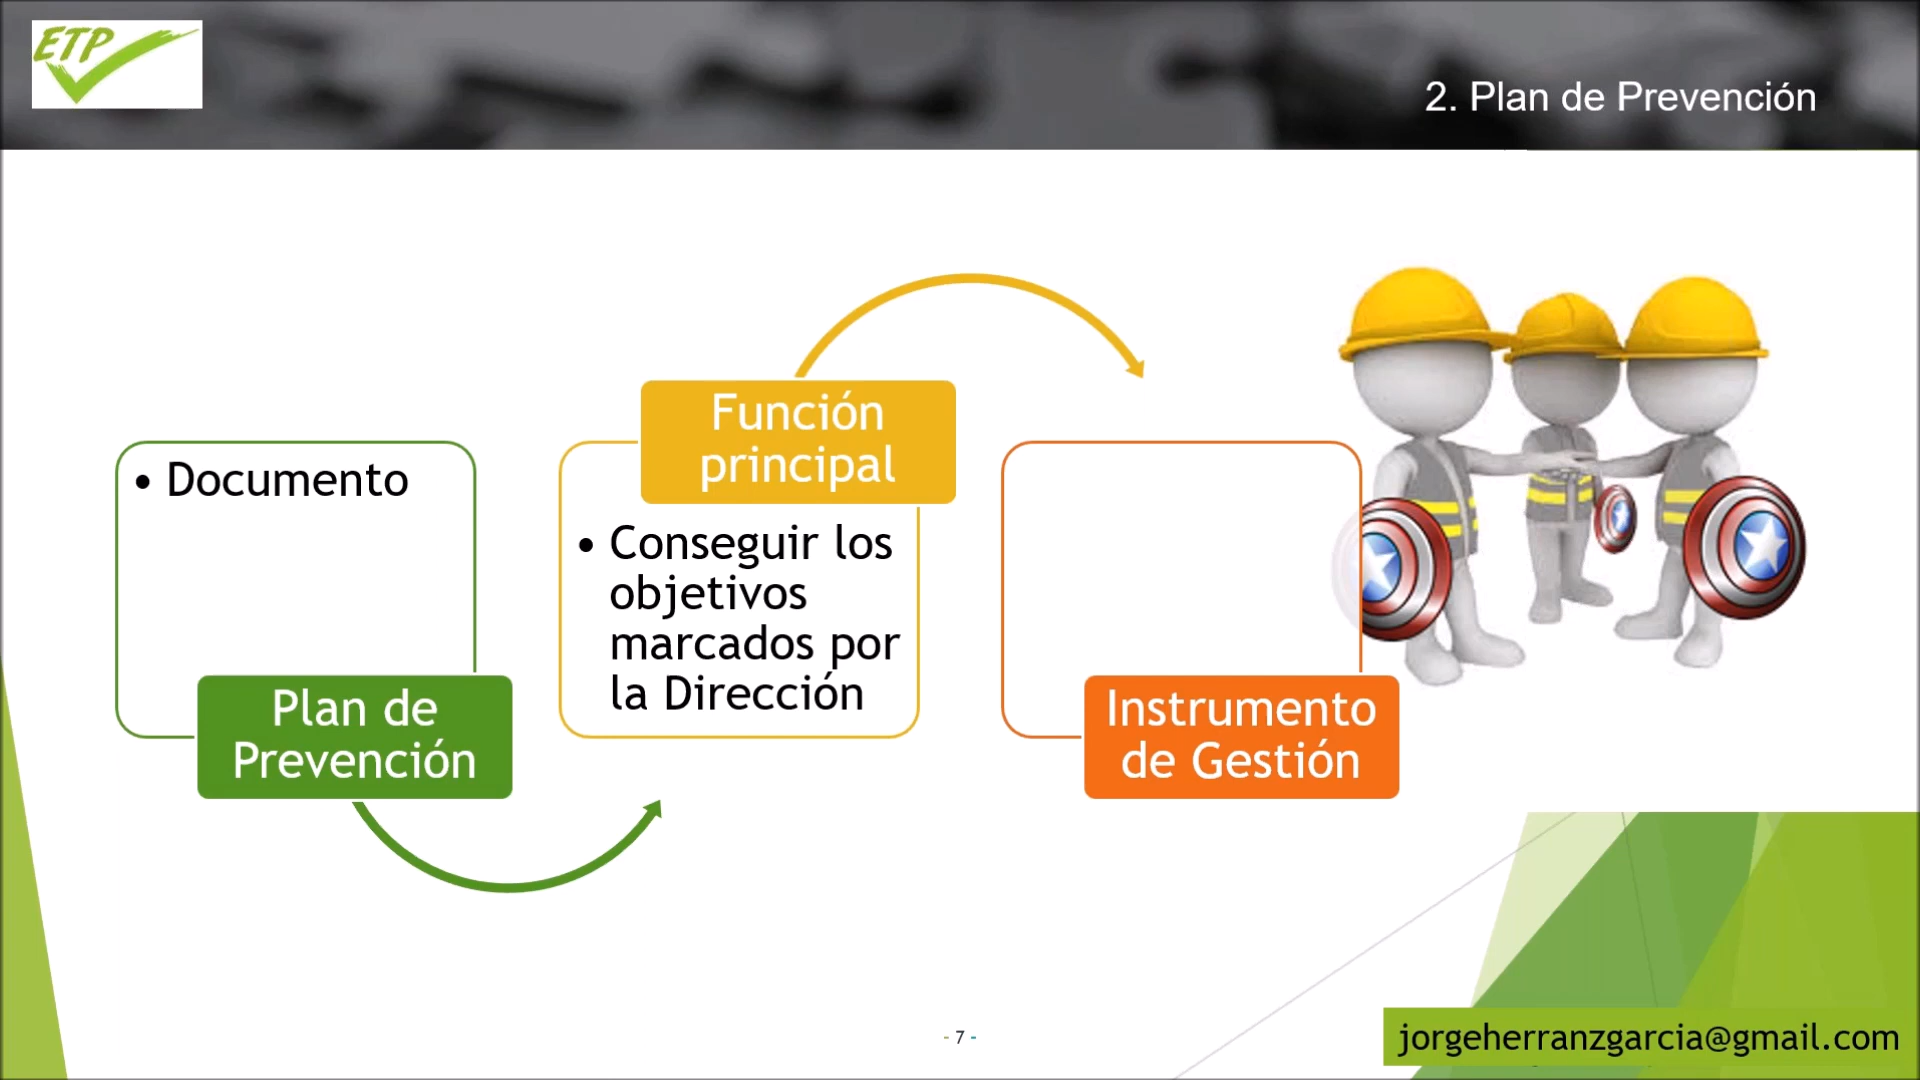 ETP
2. Plan de Prevención
• Documento
Plan de
Prevención
Función
principal
• Conseguir los
objetivos
marcados por
la Dirección
Instrumento
de Gestión
- 7 -
jorgeherranzgarcia@gmail.com